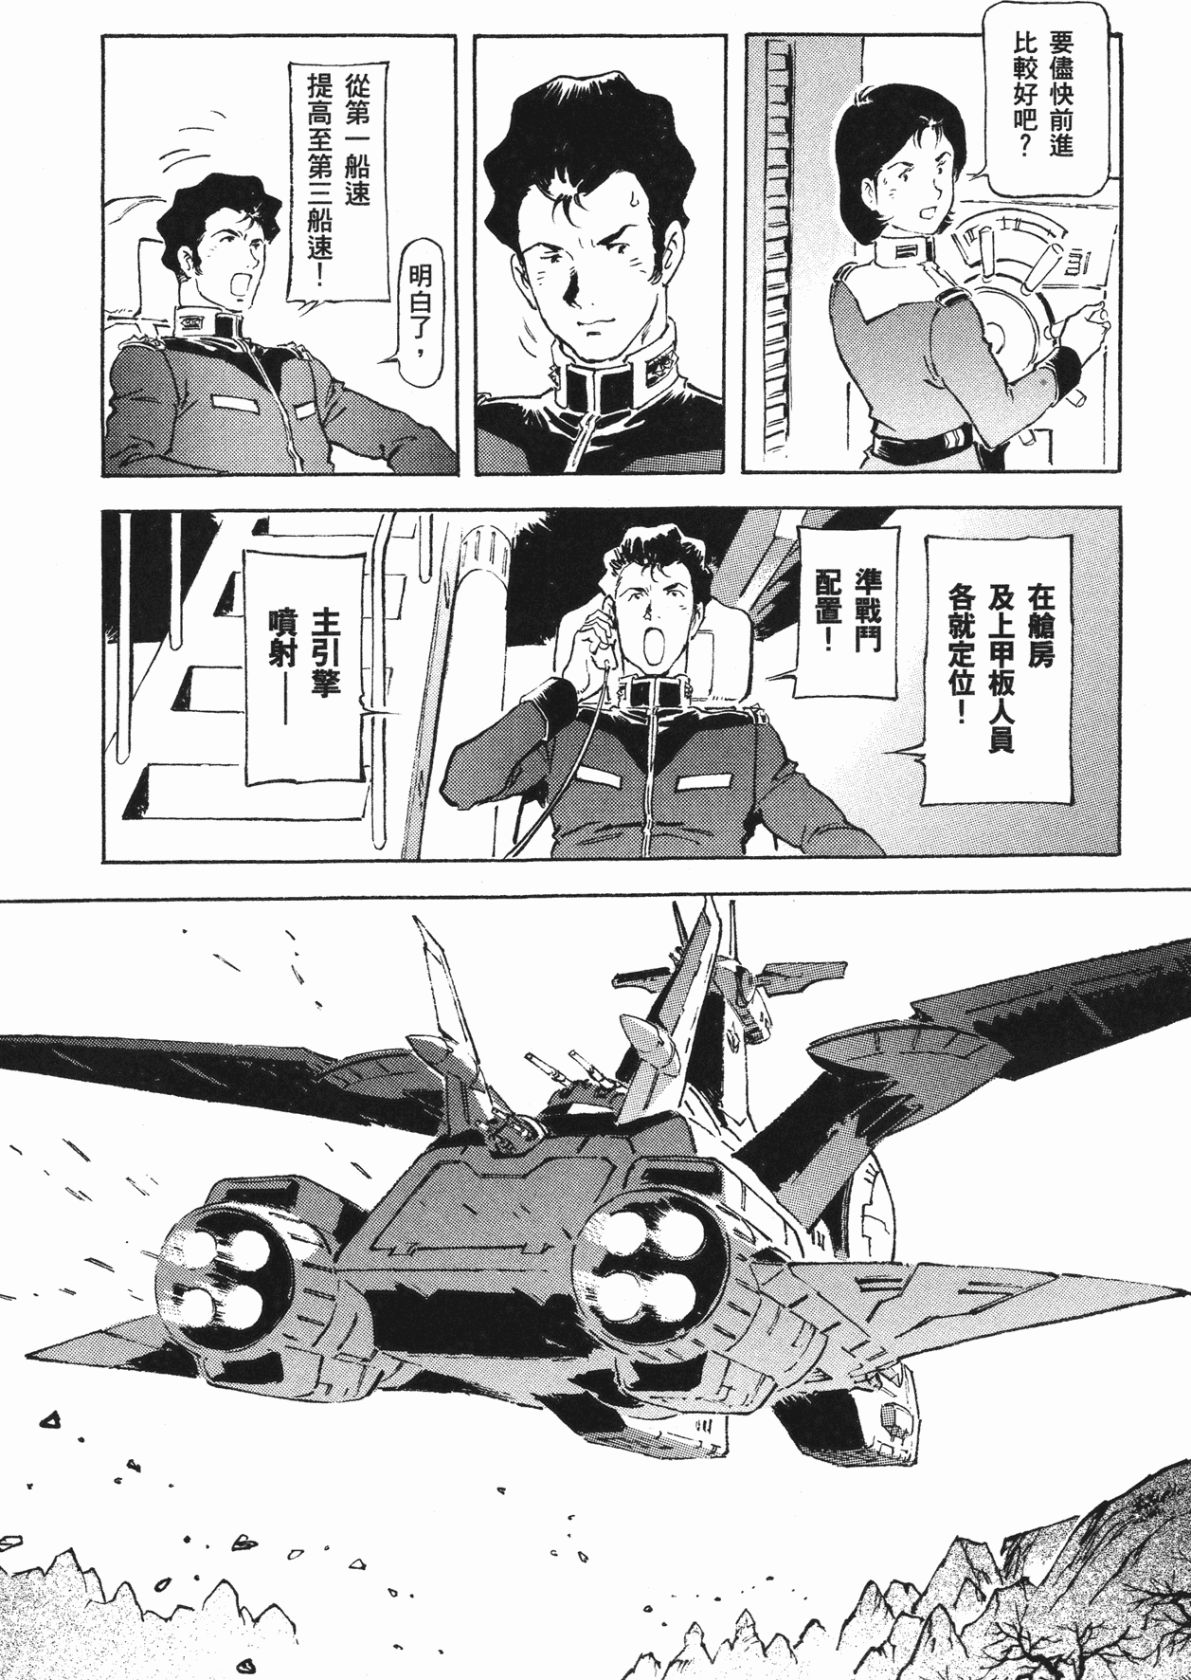 要儘快前進
比較好吧？
明白了，
從第一船速
提高至第三船速！
在艙房
及上甲板人員
各就定位！
準戰鬥
配置！
主引擎
噴射──